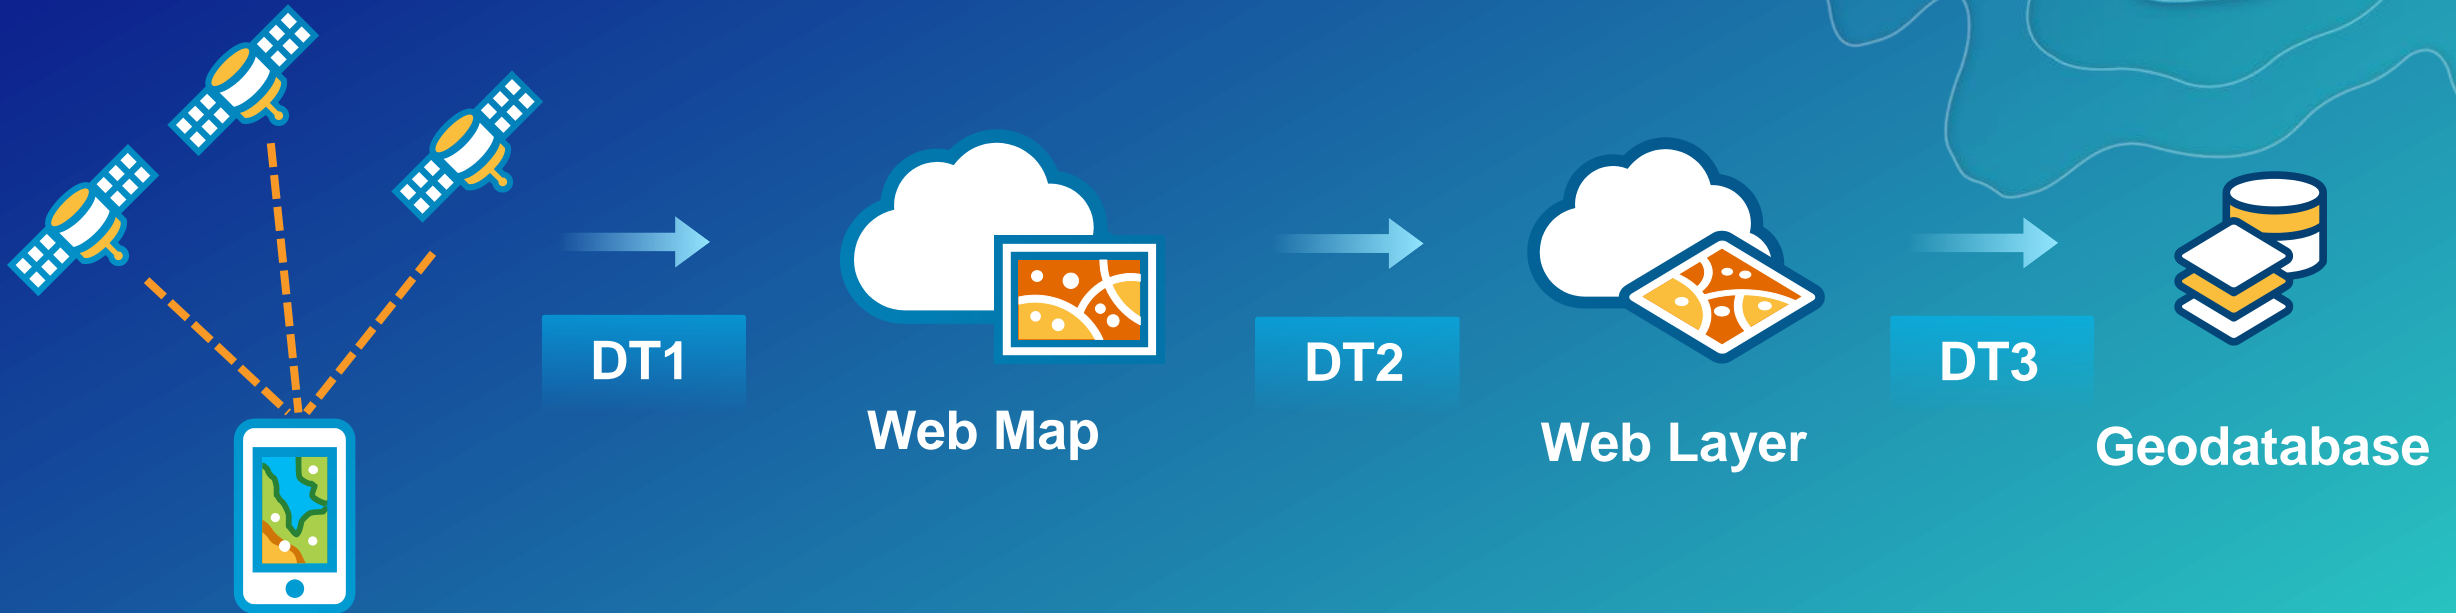 DT1
Web Map
DT2
Web Layer
DT3
Geodatabase